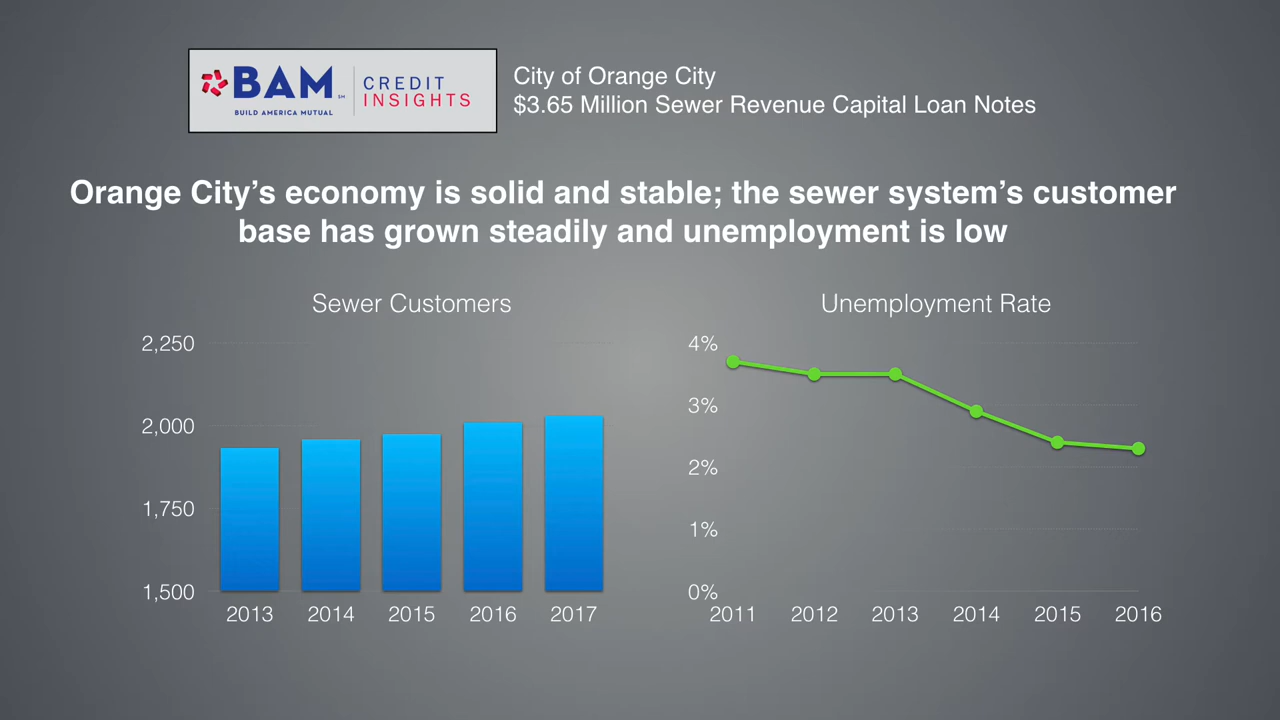 BAM SM
BUILD AMERICA MUTUAL
CREDIT
INSIGHTS
City of Orange City
$3.65 Million Sewer Revenue Capital Loan Notes
Orange City’s economy is solid and stable; the sewer system’s customer
base has grown steadily and unemployment is low
Sewer Customers
2,250
2,000
1,750
1,500
2013 2014 2015 2016 2017
Unemployment Rate
4%
3%
2%
1%
0%
2011 2012 2013 2014 2015 2016